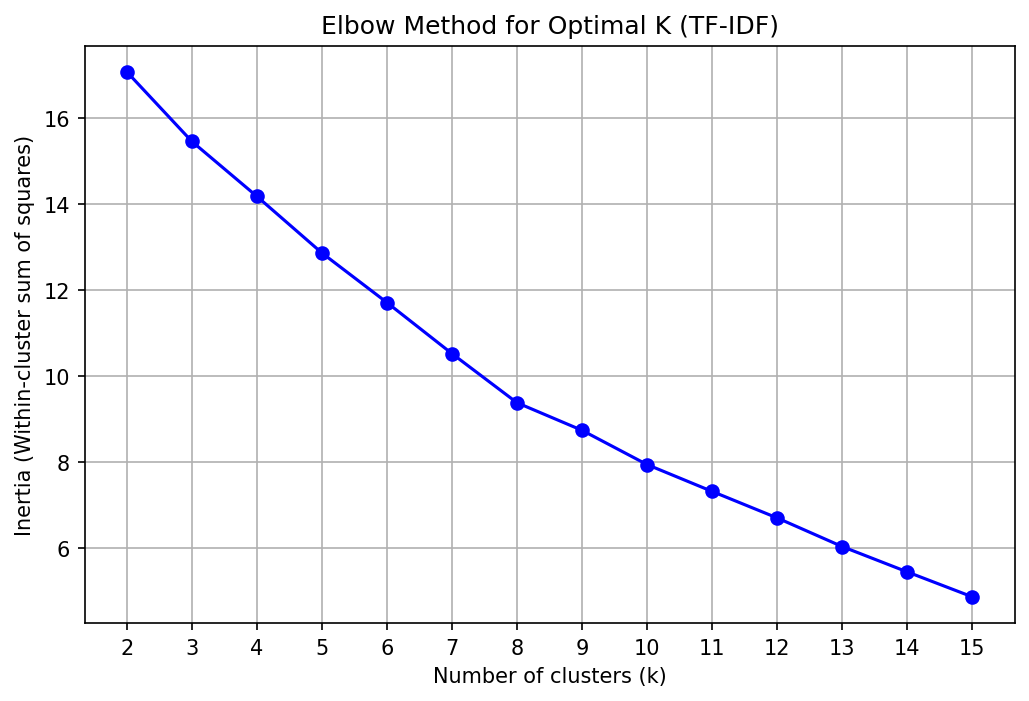 Elbow Method for Optimal K (TF-IDF)
Inertia (Within-cluster sum of squares)
16
14
12
10
8
6
2 3 4 5 6 7 8 9 10 11 12 13 14 15
Number of clusters (k)